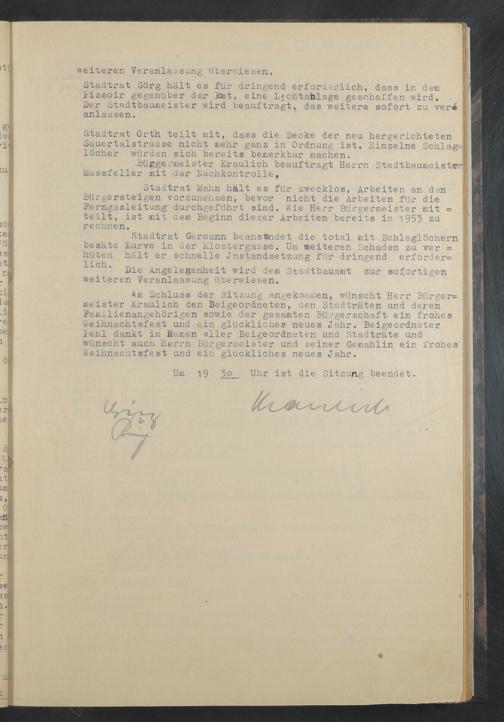 weiteren Veranlassung überwiesen.
Stadtrat Görg hält es für dringend erforderlich, dass in dem
Pissoir gegenüber der Post, eine Lichtanlage geschaffen wird.
Der Stadtbaumeister wird beauftragt, das weitere sofort zu ver=
anlassen.
Stadtrat Orth teilt mit, dass die Decke der neu hergerichteten
Sauertalstrasse nicht mehr ganz in Ordnung ist. Einzelne Schlag=
löcher würden sich bereits bemerkbar machen.
Bürgermeister Kraulich beauftragt Herrn Stadtbaumeister
Massfeller mit der Nachkontrolle.
Stadtrat Mahn hält es für zwecklos, Arbeiten an den
Bürgersteigen vorzunehmen, bevor nicht die Arbeiten für die
Ferngasleitung durchgeführt sind. Wie Herr Bürgermeister mit =
teilt, ist mit dem Beginn dieser Arbeiten bereits in 1953 zu
rechnen.
Stadtrat Germann beanstandet die total mit Schlaglöchern
besäte Kurve in der Klostergasse. Um weiteren Schaden zu ver =
hüten hält er schnelle Jnstandsetzung für dringend erforder=
lich.
Die Angelegenheit wird dem Stadtbauamt zur sofortigen
weiteren Veranlassung überwiesen.
Am Schluss der Sitzung angekommen, wünscht Herr Bürger=
meister Kraulich den Beigeordneten, den Stadträten und deren
Familienangehörigen sowie der gesamten Bürgerschaft ein frohes
Weihnachtsfest und ein glückliches neues Jahr. Beigeordneter
Pehl dankt im Namen aller Beigeordneten und Stadträte und
wünscht auch Herrn Bürgermeister und seiner Gemahlin ein frohes
Weihnachtsfest und ein glückliches neues Jahr.
Um 19 30 Uhr ist die Sitzung beendet.
Kraulich